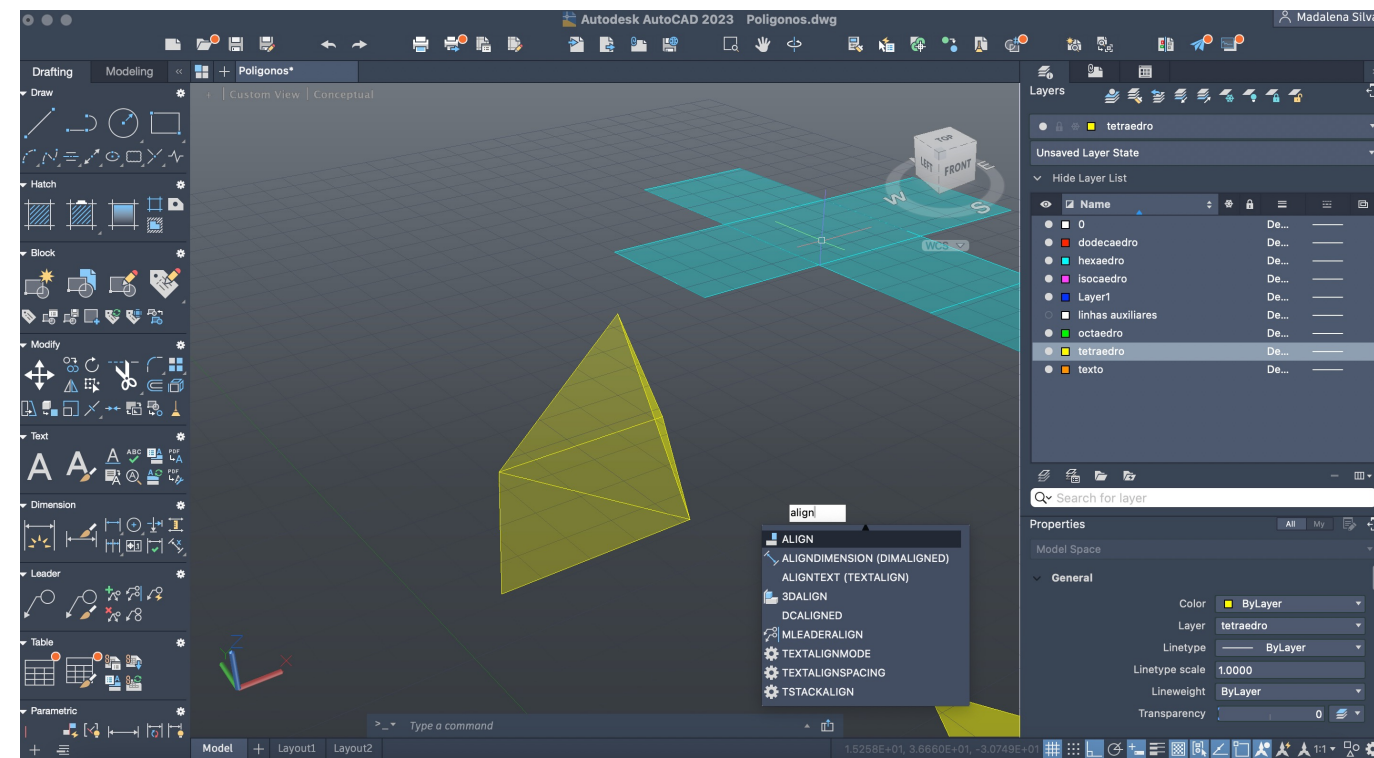 Autodesk AutoCAD 2023 Poligonos.dwg
Madalena Silva
Drafting
Modeling
Poligonos*
+ | Custom View | Conceptual
Draw
Hatch
Block
Modify
Text
Dimension
Leader
Table
Parametric
TOP
LEFT
FRONT
W
S
E
WCS
Z
Y
X
align
ALIGN
ALIGNDIMENSION (DIMALIGNED)
ALIGNTEXT (TEXTALIGN)
3DALIGN
DCALIGNED
MLEADERALIGN
TEXTALIGNMODE
TEXTALIGNSPACING
TSTACKALIGN
>_ Type a command
Model + Layout1 Layout2
1.5258E+01, 3.6660E+01, -3.0749E+01
1:1
Layers
tetraedro
Unsaved Layer State
Hide Layer List
Name
0 De...
dodecaedro De...
hexaedro De...
isocaedro De...
Layer1 De...
linhas auxiliares De...
octaedro De...
tetraedro De...
texto De...
Search for layer
Properties All My
Model Space
General
Color ByLayer
Layer tetraedro
Linetype ByLayer
Linetype scale 1.0000
Lineweight ByLayer
Transparency 0